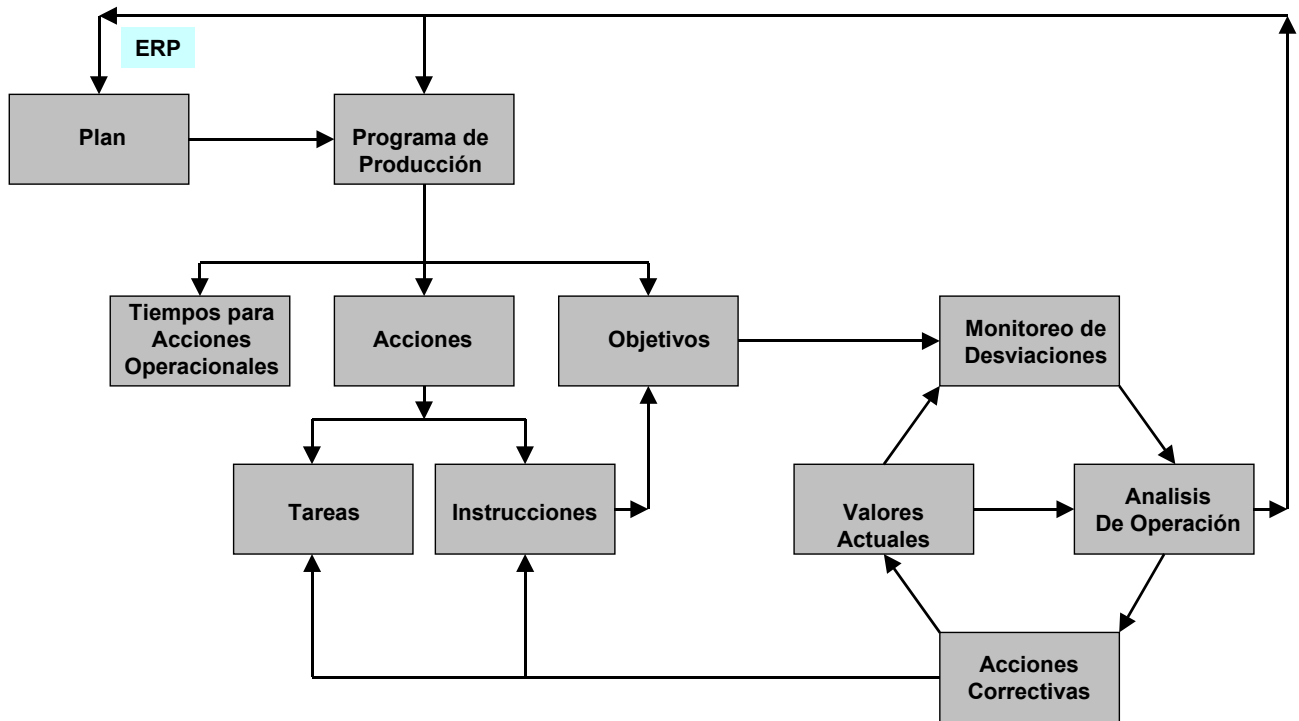 ERP
Plan
Programa de
Producción
Tiempos para
Acciones
Operacionales
Acciones
Objetivos
Monitoreo de
Desviaciones
Tareas
Instrucciones
Valores
Actuales
Analisis
De Operación
Acciones
Correctivas